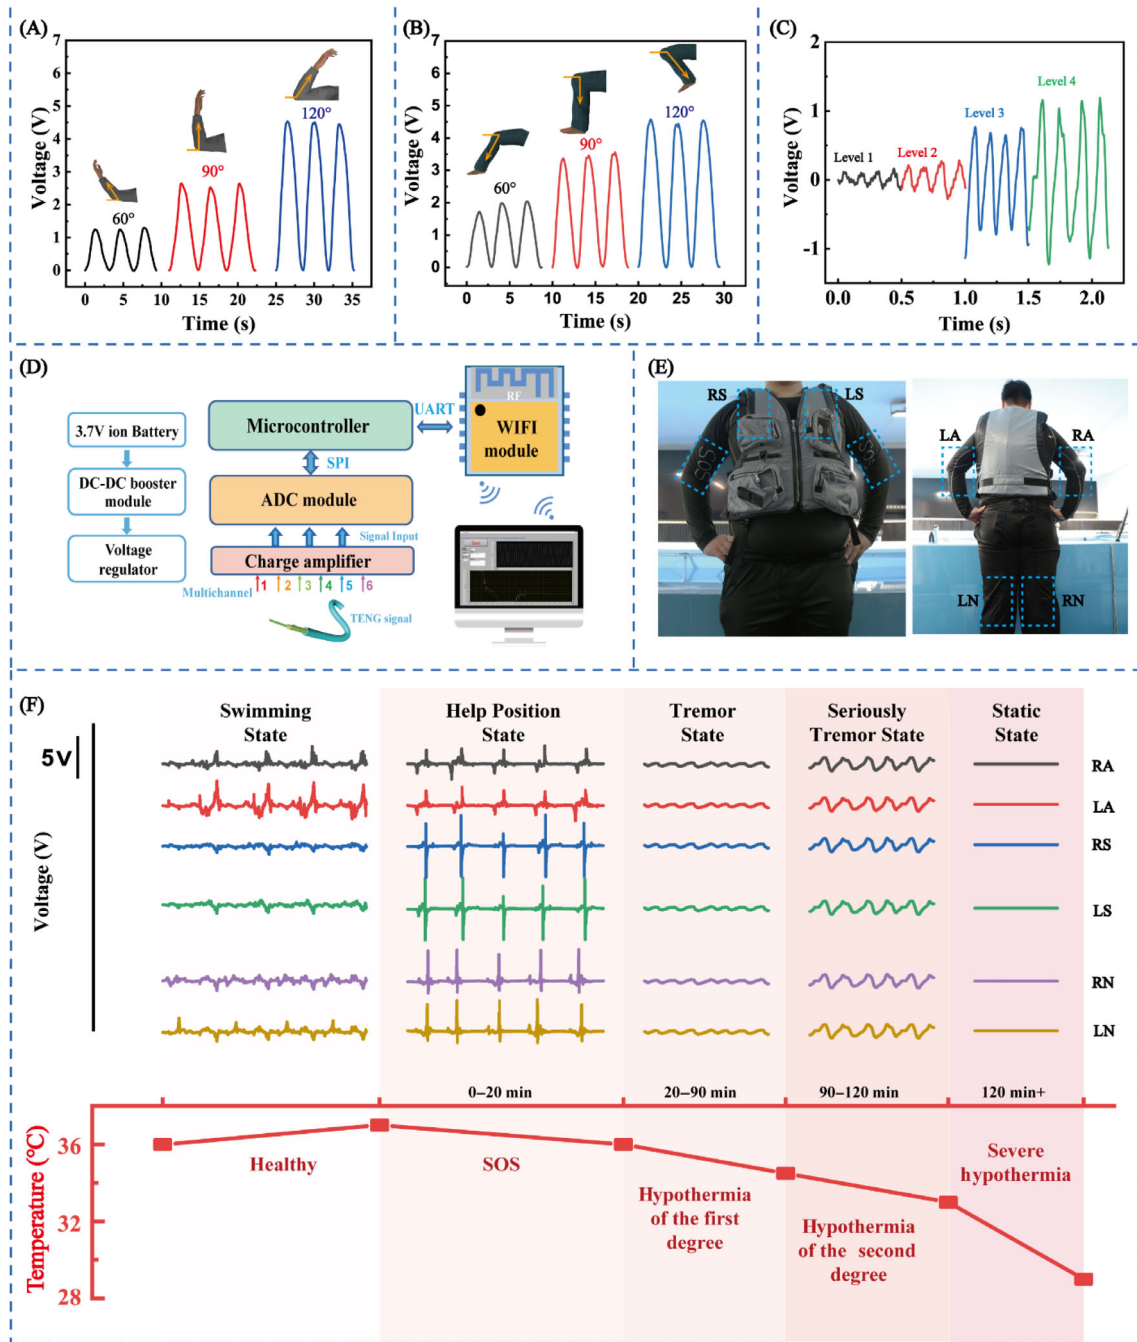 (A)
Voltage (V)
7
6
5
4
3
2
1
0
60°
90°
120°
0 5 10 15 20 25 30 35
Time (s)
(B)
Voltage (V)
7
6
5
4
3
2
1
0
60°
90°
120°
0 5 10 15 20 25 30
Time (s)
(C)
Voltage (V)
2
1
0
-1
Level 1
Level 2
Level 3
Level 4
0.0 0.5 1.0 1.5 2.0
Time (s)
(D)
3.7V ion Battery
DC-DC booster
module
Voltage
regulator
Microcontroller
SPI
ADC module
Signal Input
Charge amplifier
Multichannel
1 2 3 4 5 6
TENG signal
UART
RF
WIFI
module
(E)
RS
LS
SOS
LA
RA
LN
RN
(F)
5V
Voltage (V)
Swimming
State
Help Position
State
Tremor
State
Seriously
Tremor State
Static
State
RA
LA
RS
LS
RN
LN
0–20 min
20–90 min
90–120 min
120 min+
Temperature (°C)
36
32
28
Healthy
SOS
Hypothermia
of the first
degree
Hypothermia
of the second
degree
Severe
hypothermia